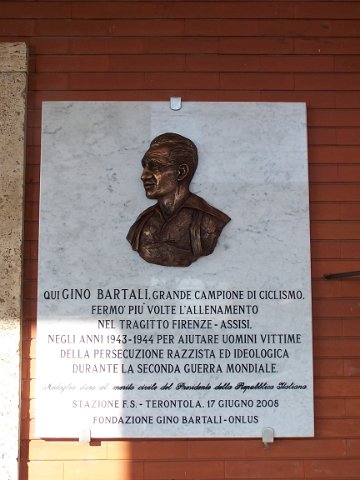 QUI GINO BARTALI, GRANDE CAMPIONE DI CICLISMO,
FERMO' PIU' VOLTE L'ALLENAMENTO
NEL TRAGITTO FIRENZE - ASSISI,
NEGLI ANNI 1943-1944 PER AIUTARE UOMINI VITTIME
DELLA PERSECUZIONE RAZZISTA ED IDEOLOGICA
DURANTE LA SECONDA GUERRA MONDIALE.
Medaglia d'oro al merito civile del Presidente della Repubblica Italiana
STAZIONE F.S. - TERONTOLA, 17 GIUGNO 2008
FONDAZIONE GINO BARTALI - ONLUS